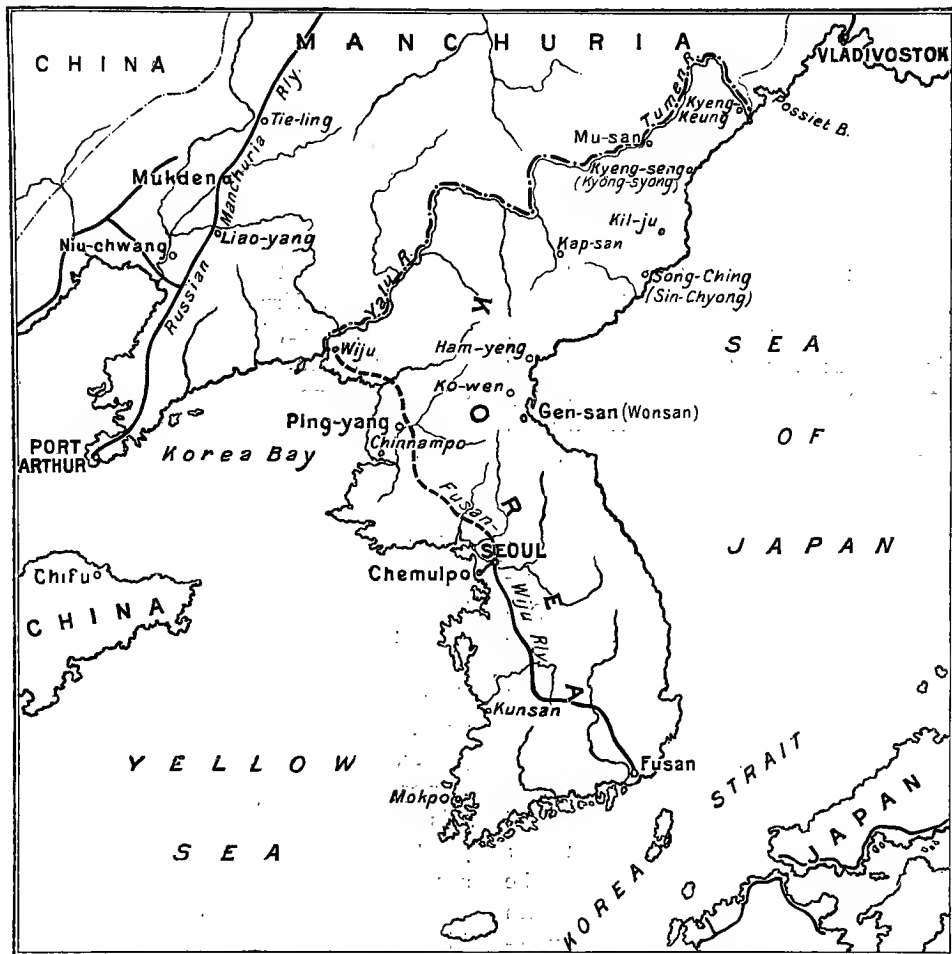 MANCHURIA
CHINA
VLADIVOSTOK
Rly.
Tie-ling
Tumen R.
Kyeng-
Keung
Possiet B.
Mu-san
Mukden
Manchuria
Kyeng-seng
(Kyöng-syong)
Kil-ju
Liao-yang
Niu-chwang
Kap-san
Russian
Yalu R.
Song-Ching
(Sin-Chyong)
KOREA
SEA
OF
JAPAN
Wiju
Ham-yeng
Ko-wen
Gen-san (Wonsan)
Ping-yang
Chinnampo
PORT
ARTHUR
Korea Bay
Fusan-
Wiju Rly.
SEOUL
Chemulpo
Chifu
CHINA
Kunsan
YELLOW
SEA
Fusan
Mokpo
KOREA STRAIT
JAPAN